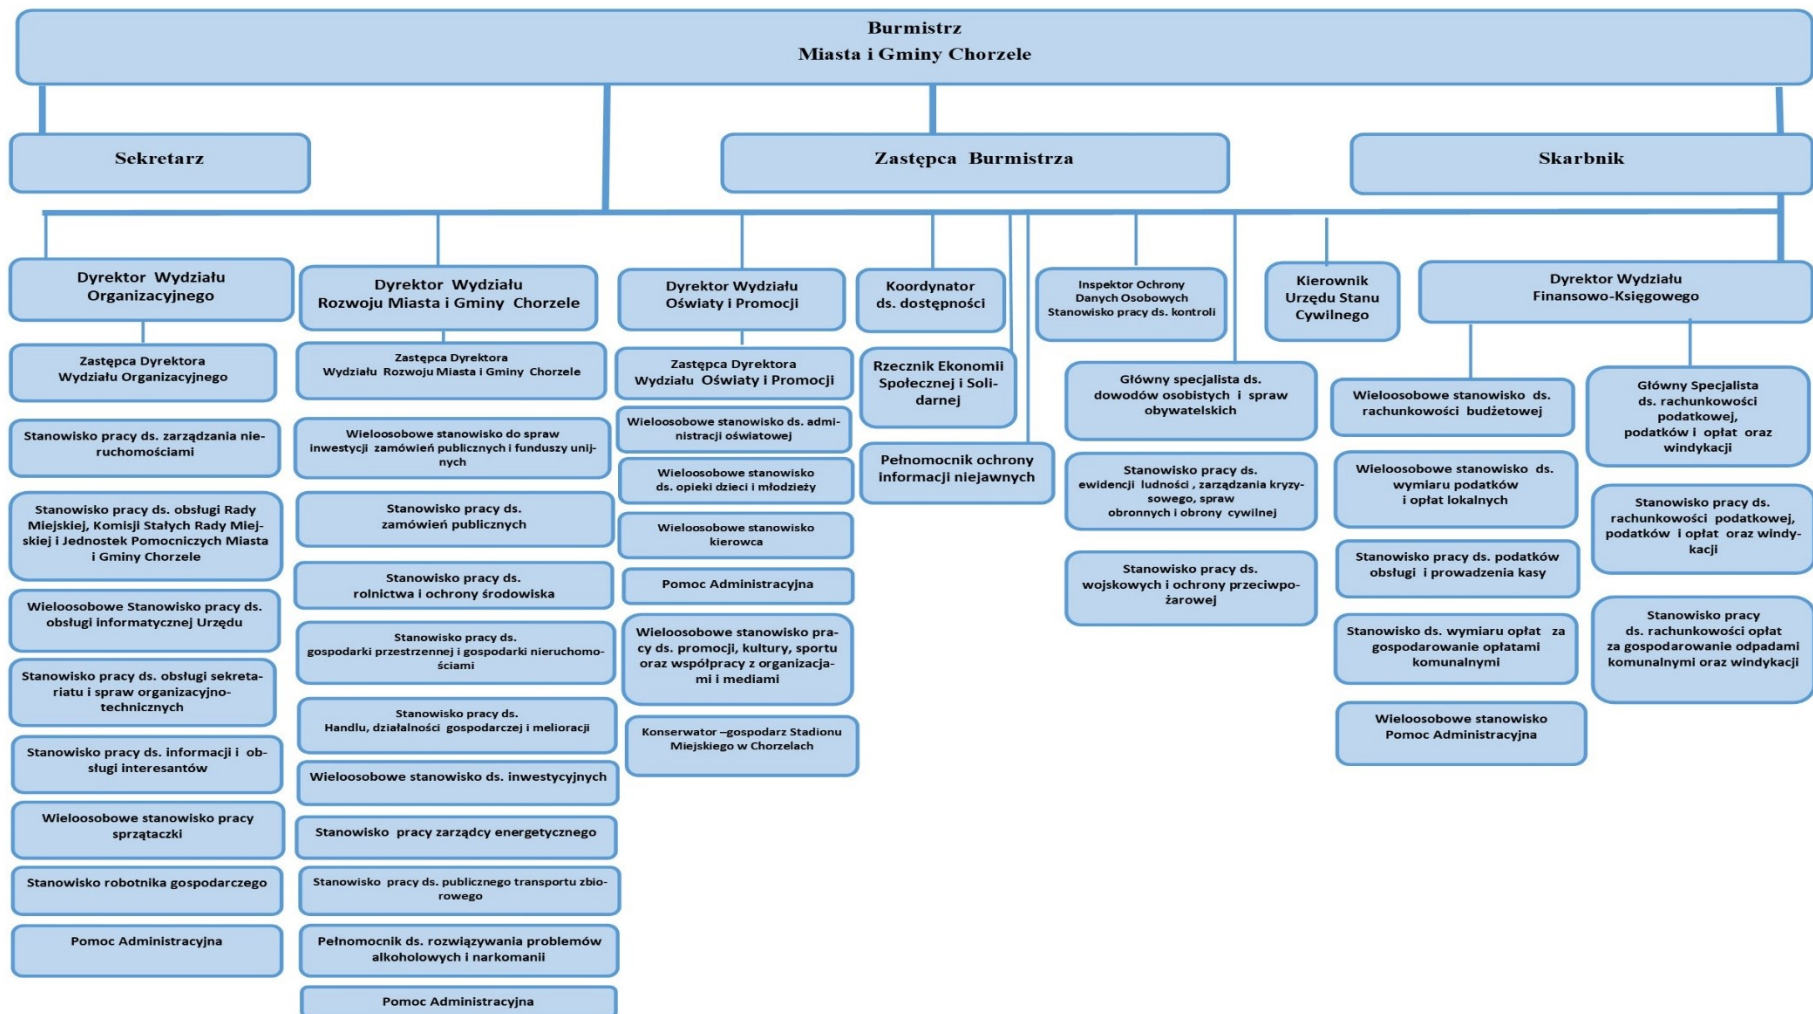 Burmistrz
Miasta i Gminy Chorzele
Sekretarz
Zastępca Burmistrza
Skarbnik
Dyrektor Wydziału
Organizacyjnego
Zastępca Dyrektora
Wydziału Organizacyjnego
Stanowisko pracy ds. zarządzania nie-
ruchomościami
Stanowisko pracy ds. obsługi Rady
Miejskiej, Komisji Stałych Rady Miej-
skiej i Jednostek Pomocniczych Miasta
i Gminy Chorzele
Wieloosobowe Stanowisko pracy ds.
obsługi informatycznej Urzędu
Stanowisko pracy ds. obsługi sekreta-
riatu i spraw organizacyjno-
technicznych
Stanowisko pracy ds. informacji i ob-
sługi interesantów
Wieloosobowe stanowisko pracy
sprzątaczki
Stanowisko robotnika gospodarczego
Pomoc Administracyjna
Dyrektor Wydziału
Rozwoju Miasta i Gminy Chorzele
Zastępca Dyrektora
Wydziału Rozwoju Miasta i Gminy Chorzele
Wieloosobowe stanowisko do spraw
inwestycji zamówień publicznych i funduszy unij-
nych
Stanowisko pracy ds.
zamówień publicznych
Stanowisko pracy ds.
rolnictwa i ochrony środowiska
Stanowisko pracy ds.
gospodarki przestrzennej i gospodarki nieruchomo-
ściami
Stanowisko pracy ds.
Handlu, działalności gospodarczej i melioracji
Wieloosobowe stanowisko ds. inwestycyjnych
Stanowisko pracy zarządcy energetycznego
Stanowisko pracy ds. publicznego transportu zbio-
rowego
Pełnomocnik ds. rozwiązywania problemów
alkoholowych i narkomanii
Pomoc Administracyjna
Dyrektor Wydziału
Oświaty i Promocji
Zastępca Dyrektora
Wydziału Oświaty i Promocji
Wieloosobowe stanowisko ds. admi-
nistracji oświatowej
Wieloosobowe stanowisko
ds. opieki dzieci i młodzieży
Wieloosobowe stanowisko
kierowca
Pomoc Administracyjna
Wieloosobowe stanowisko pra-
cy ds. promocji, kultury, sportu
oraz współpracy z organizacja-
mi i mediami
Konserwator –gospodarz Stadionu
Miejskiego w Chorzelach
Koordynator
ds. dostępności
Rzecznik Ekonomii
Społecznej i Soli-
darnej
Pełnomocnik ochrony
informacji niejawnych
Inspektor Ochrony
Danych Osobowych
Stanowisko pracy ds. kontroli
Główny specjalista ds.
dowodów osobistych i spraw
obywatelskich
Stanowisko pracy ds.
ewidencji ludności , zarządzania kryzy-
sowego, spraw
obronnych i obrony cywilnej
Stanowisko pracy ds.
wojskowych i ochrony przeciwpo-
żarowej
Kierownik
Urzędu Stanu
Cywilnego
Dyrektor Wydziału
Finansowo-Księgowego
Wieloosobowe stanowisko ds.
rachunkowości budżetowej
Wieloosobowe stanowisko ds.
wymiaru podatków
i opłat lokalnych
Stanowisko pracy ds. podatków
obsługi i prowadzenia kasy
Stanowisko ds. wymiaru opłat za
gospodarowanie opłatami
komunalnymi
Wieloosobowe stanowisko
Pomoc Administracyjna
Główny Specjalista
ds. rachunkowości
podatkowej,
podatków i opłat oraz
windykacji
Stanowisko pracy ds.
rachunkowości podatkowej,
podatków i opłat oraz windy-
kacji
Stanowisko pracy
ds. rachunkowości opłat
za gospodarowanie odpadami
komunalnymi oraz windykacji